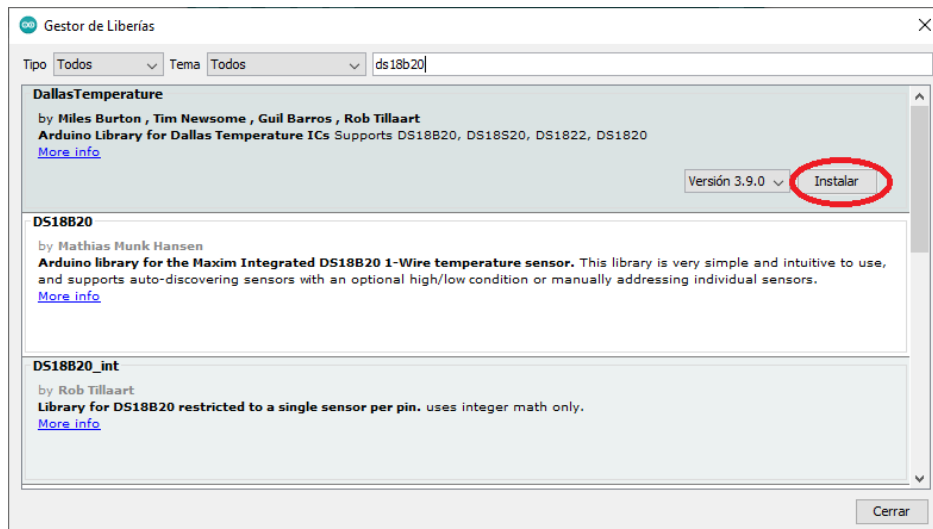 Gestor de Liberías
Tipo Todos Tema Todos ds18b20
DallasTemperature
by Miles Burton , Tim Newsome , Guil Barros , Rob Tillaart
Arduino Library for Dallas Temperature ICs Supports DS18B20, DS18S20, DS1822, DS1820
More info
Versión 3.9.0 Instalar
DS18B20
by Mathias Munk Hansen
Arduino library for the Maxim Integrated DS18B20 1-Wire temperature sensor. This library is very simple and intuitive to use,
and supports auto-discovering sensors with an optional high/low condition or manually addressing individual sensors.
More info
DS18B20_int
by Rob Tillaart
Library for DS18B20 restricted to a single sensor per pin. uses integer math only.
More info
Cerrar